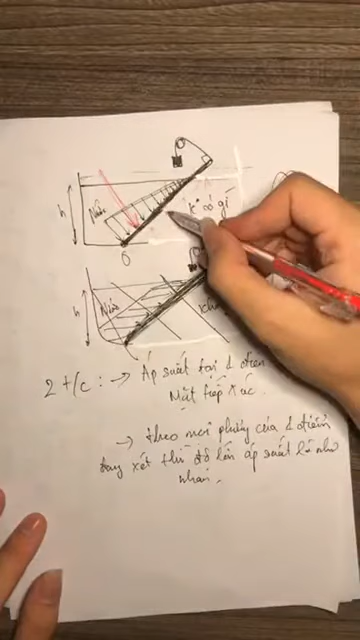 h
Nước
K° có gì
O
h
Nước
Kh
2 t/c : → Áp suất tại 1 điểm
Mặt tiếp xúc.
→ theo mọi phương của 1 điểm
đang xét thì độ lớn áp suất là như
nhau.